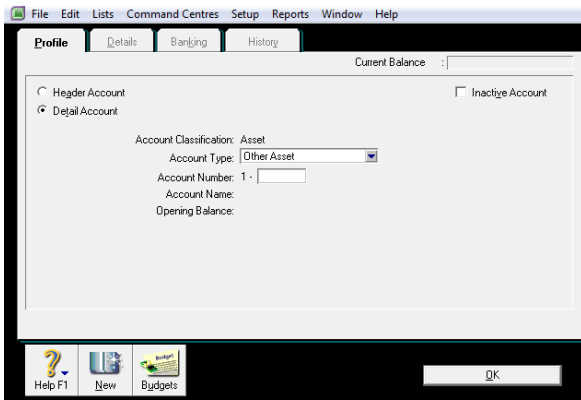 File Edit Lists Command Centres Setup Reports Window Help
Profile Details Banking History
Current Balance :
Header Account
Inactive Account
Detail Account
Account Classification: Asset
Account Type: Other Asset
Account Number: 1 -
Account Name:
Opening Balance:
Budget
Help F1 New Budgets
OK